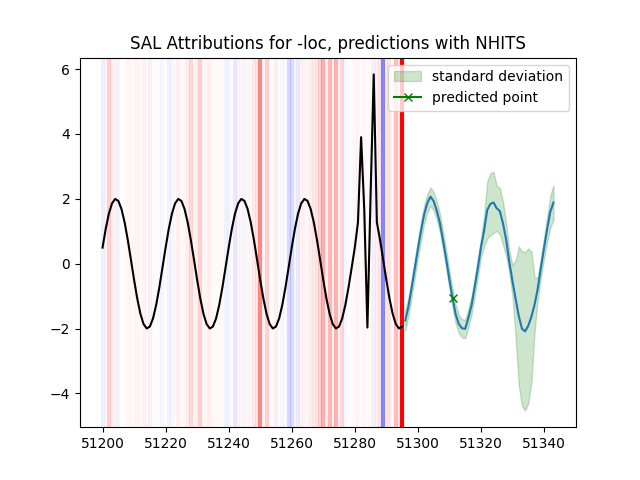 SAL Attributions for -loc, predictions with NHITS
standard deviation
predicted point
6
4
2
0
−2
−4
51200 51220 51240 51260 51280 51300 51320 51340